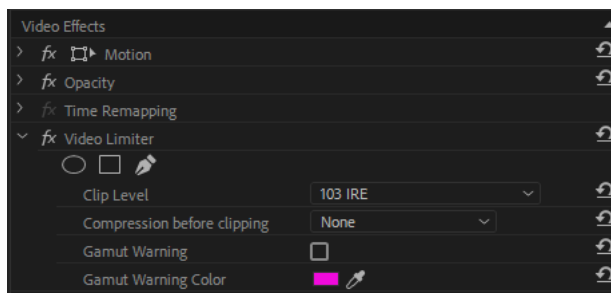 Video Effects
fx Motion
fx Opacity
fx Time Remapping
fx Video Limiter
Clip Level 103 IRE
Compression before clipping None
Gamut Warning
Gamut Warning Color